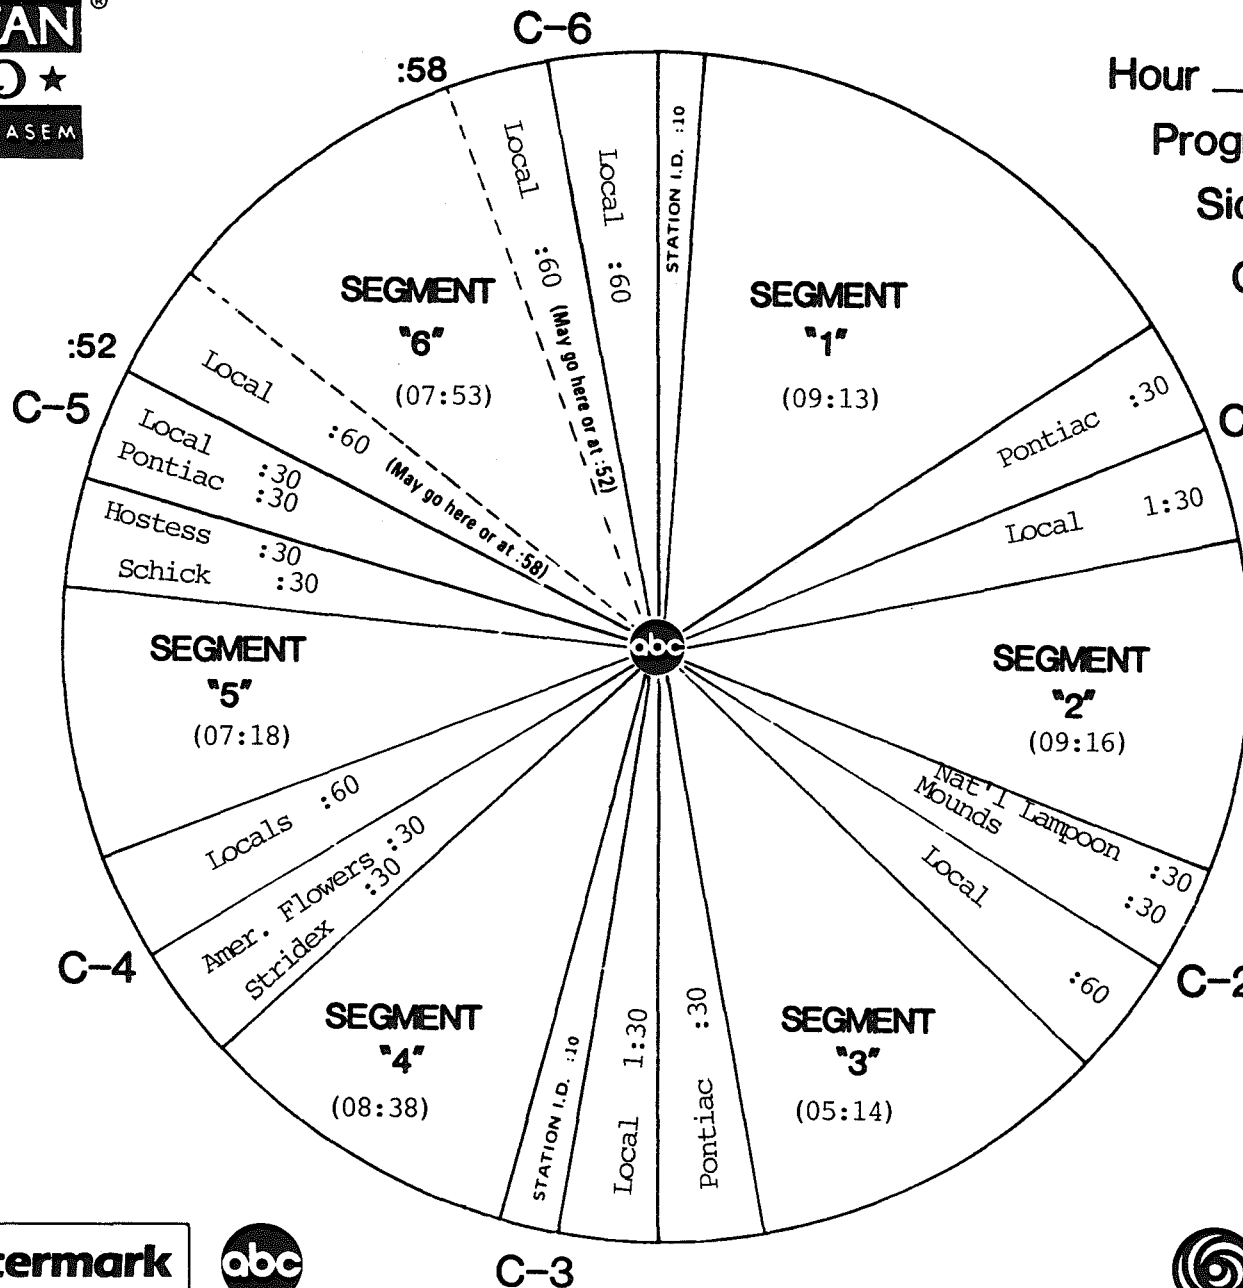 ASEM
®
C-6
:58
Hour
STATION I.D. :10
SEGMENT
"1"
(09:13)
Pontiac :30
Local 1:30
SEGMENT
"2"
(09:16)
Nat'l Lampoon :30
Mounds :30
C-2
Local :60
SEGMENT
"3"
(05:14)
Pontiac :30
Local 1:30
C-3
STATION I.D. :10
SEGMENT
"4"
(08:38)
Amer. Flowers :30
Stridex :30
C-4
Locals :60
SEGMENT
"5"
(07:18)
Hostess :30
Schick :30
C-5
Local :30
Pontiac :30
:52
Local :60 (May go here or at :58)
SEGMENT
"6"
(07:53)
Local :60 (May go here or at :52)
Local :60
abc
termark
abc